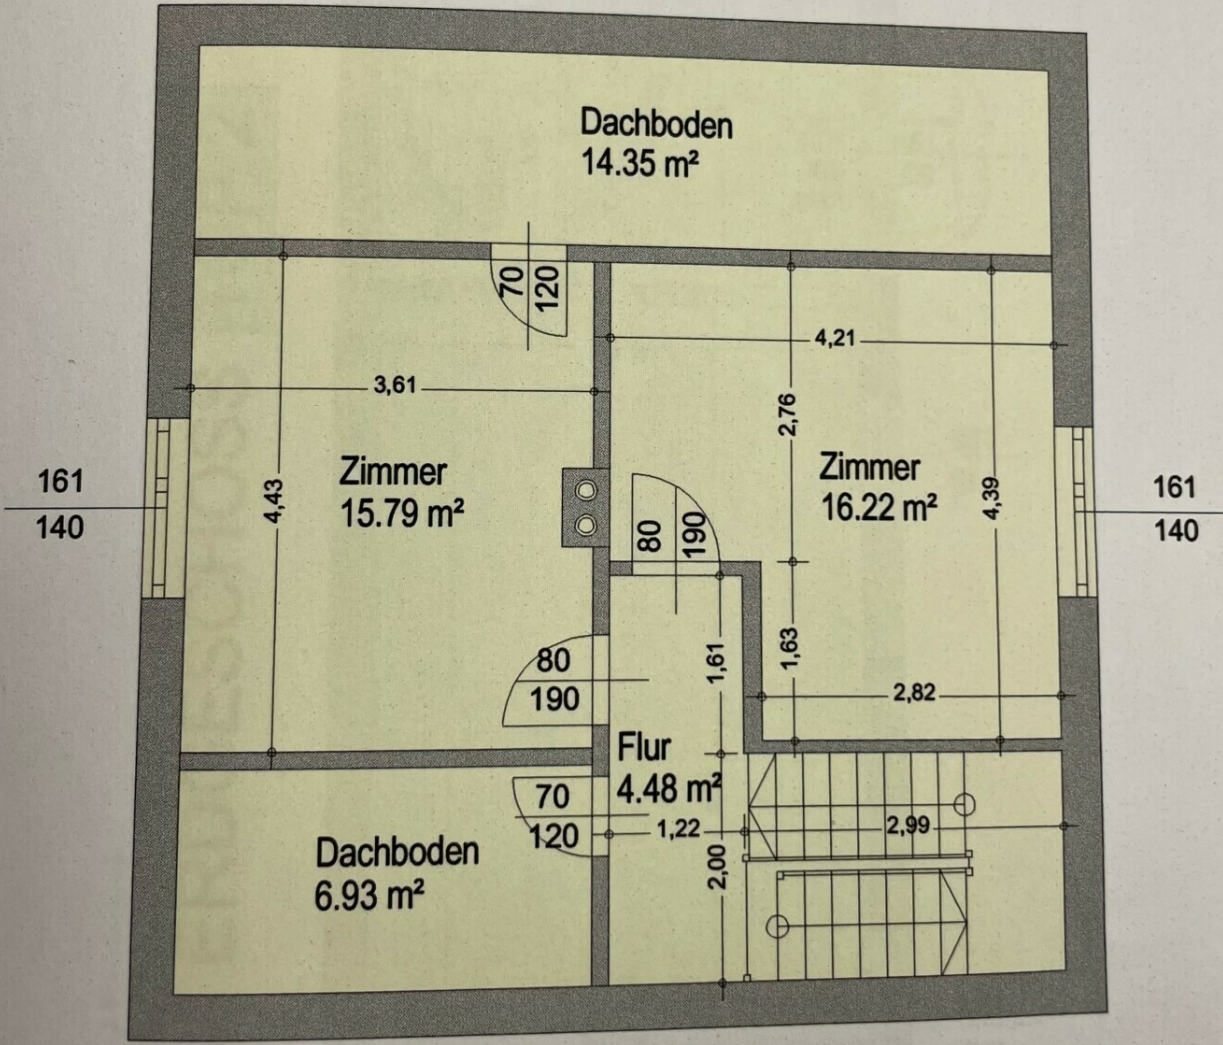 Dachboden
14.35 m²
70
120
4,21
3,61
2,76
Zimmer
15.79 m²
Zimmer
16.22 m²
4,43
4,39
161
140
161
140
80
190
80
190
1,61
1,63
2,82
Flur
4.48 m²
70
120
1,22
2,99
2,00
Dachboden
6.93 m²